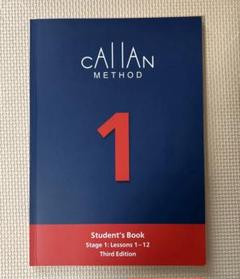 cAllAN
METHOD
1
Student's Book
Stage 1: Lessons 1–12
Third Edition